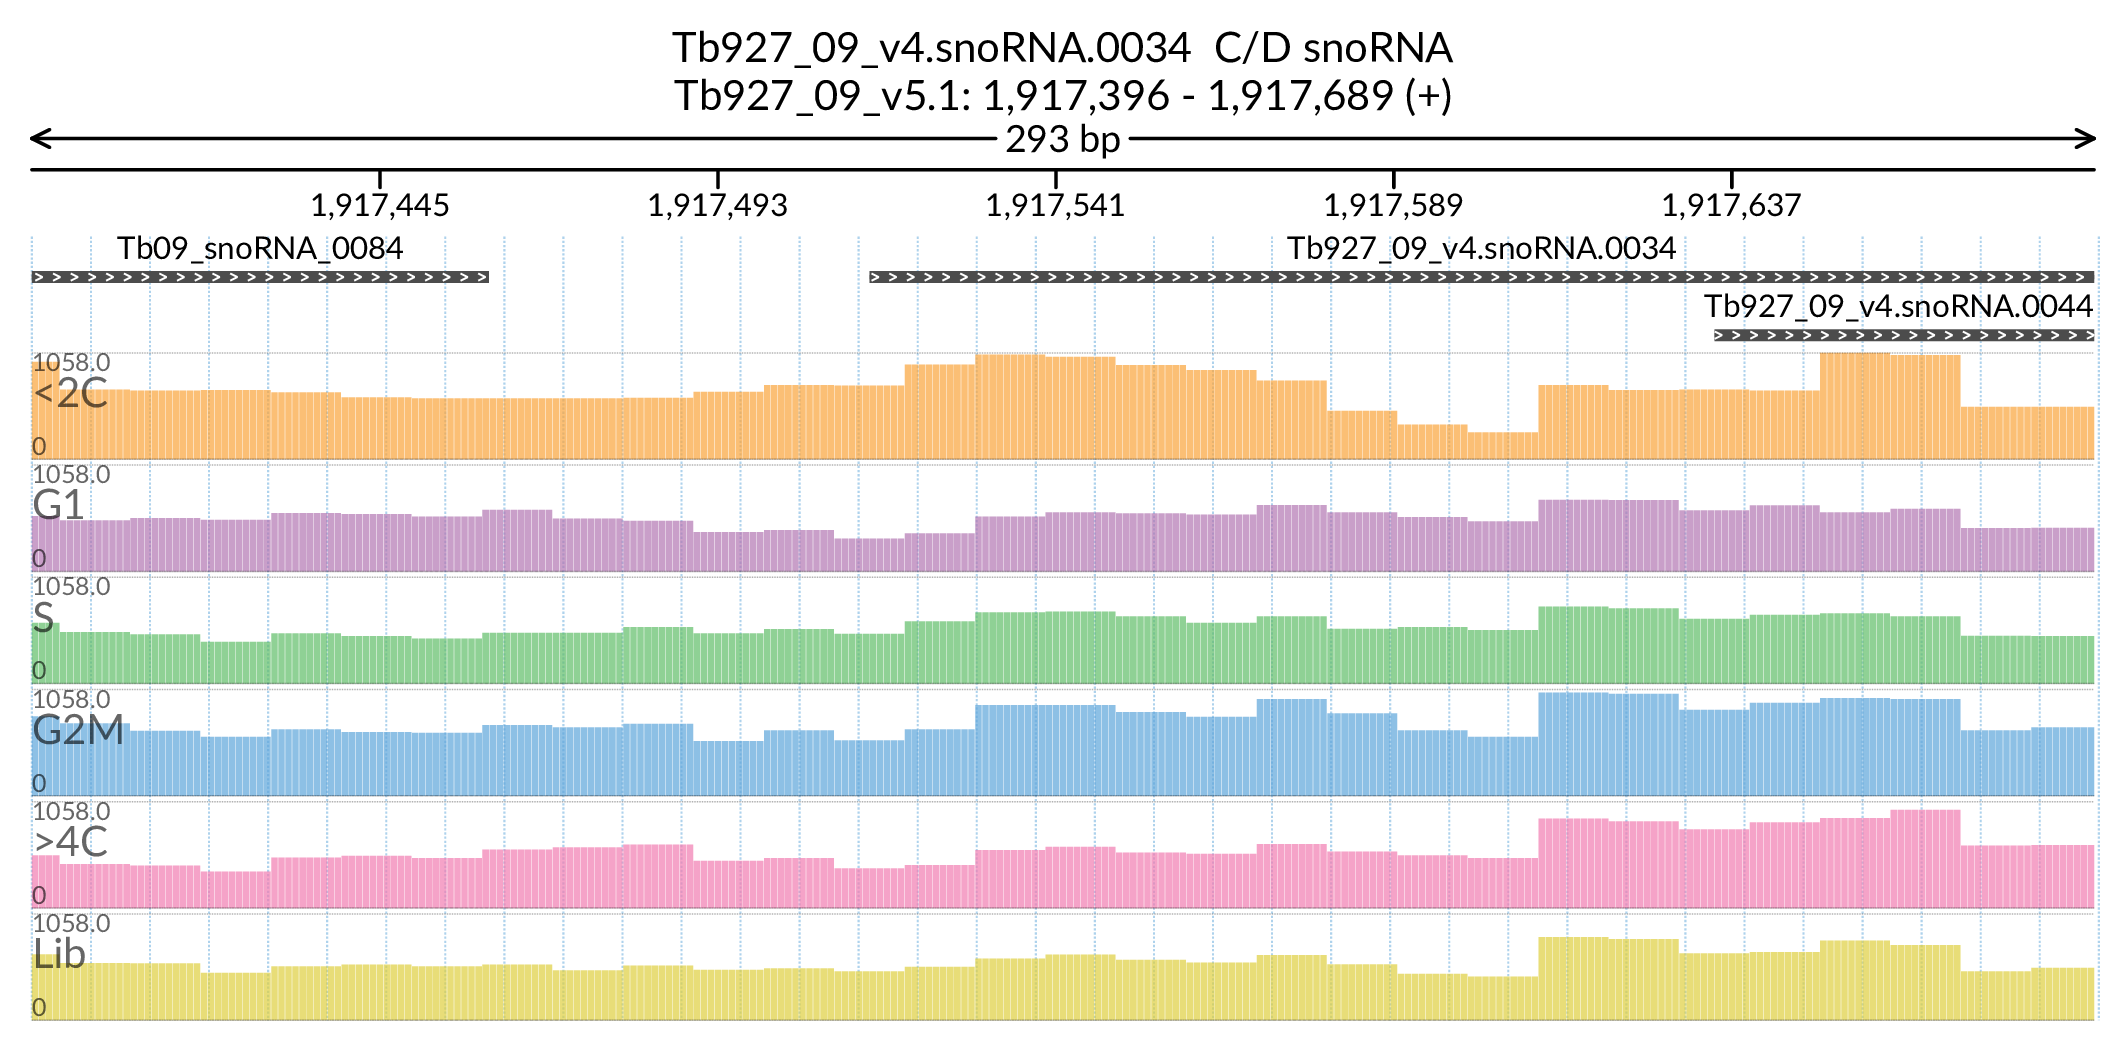 Tb927_09_v4.snoRNA.0034  C/D snoRNA
Tb927_09_v5.1: 1,917,396 - 1,917,689 (+)
293 bp
1,917,445 1,917,493 1,917,541 1,917,589 1,917,637
Tb09_snoRNA_0084 Tb927_09_v4.snoRNA.0034
Tb927_09_v4.snoRNA.0044
1058.0
<2C
0
1058.0
G1
0
1058.0
S
0
1058.0
G2M
0
1058.0
>4C
0
1058.0
Lib
0